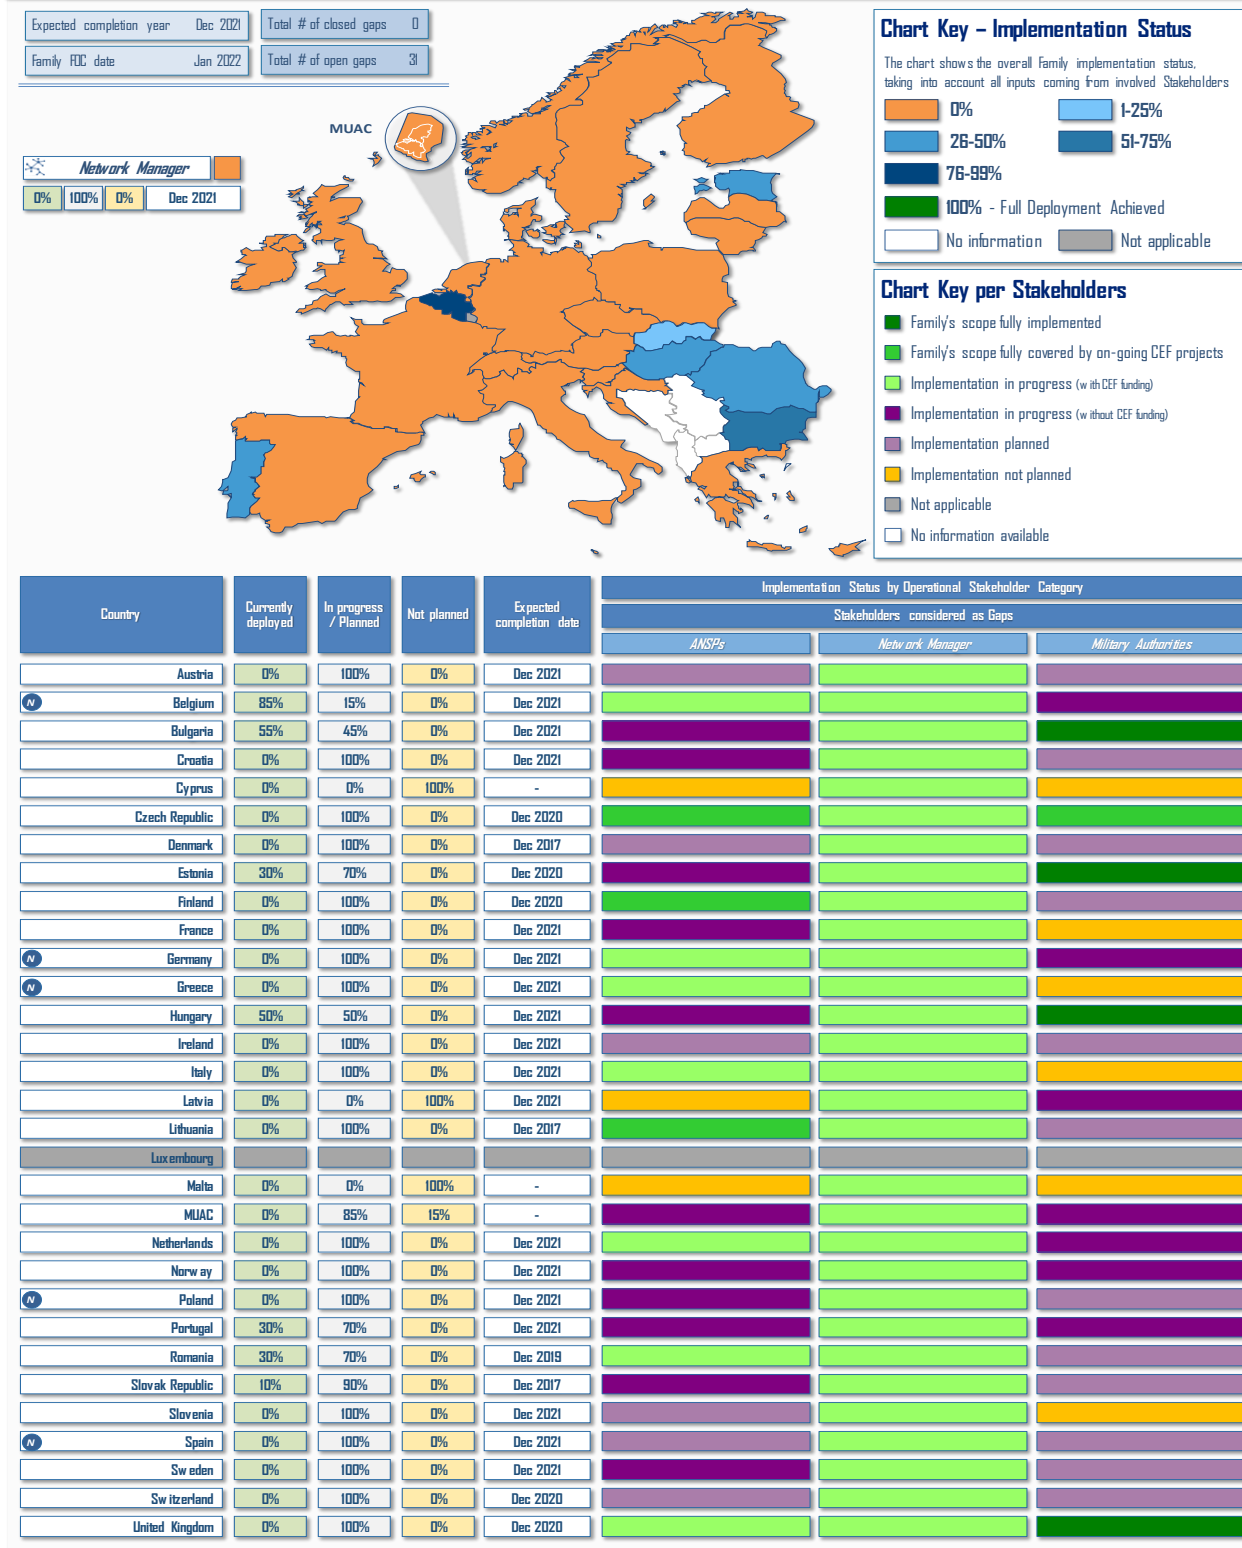 Expected completion year Dec 2021
Total # of closed gaps 0
Family FOC date Jan 2022
Total # of open gaps 31
MUAC
Network Manager
0% 100% 0% Dec 2021
Chart Key – Implementation Status
The chart shows the overall Family implementation status,
taking into account all inputs coming from involved Stakeholders
0% 1-25%
26-50% 51-75%
76-99%
100% - Full Deployment Achieved
No information Not applicable
Chart Key per Stakeholders
Family's scope fully implemented
Family's scope fully covered by on-going CEF projects
Implementation in progress (with CEF funding)
Implementation in progress (without CEF funding)
Implementation planned
Implementation not planned
Not applicable
No information available
Country
Currently
deployed
In progress
/ Planned
Not planned
Expected
completion date
Implementation Status by Operational Stakeholder Category
Stakeholders considered as Gaps
ANSPs Network Manager Military Authorities
Austria 0% 100% 0% Dec 2021
N Belgium 85% 15% 0% Dec 2021
Bulgaria 55% 45% 0% Dec 2021
Croatia 0% 100% 0% Dec 2021
Cyprus 0% 0% 100% -
Czech Republic 0% 100% 0% Dec 2020
Denmark 0% 100% 0% Dec 2017
Estonia 30% 70% 0% Dec 2020
Finland 0% 100% 0% Dec 2020
France 0% 100% 0% Dec 2021
N Germany 0% 100% 0% Dec 2021
N Greece 0% 100% 0% Dec 2021
Hungary 50% 50% 0% Dec 2021
Ireland 0% 100% 0% Dec 2021
Italy 0% 100% 0% Dec 2021
Latvia 0% 0% 100% Dec 2021
Lithuania 0% 100% 0% Dec 2017
Luxembourg
Malta 0% 0% 100% -
MUAC 0% 85% 15% -
Netherlands 0% 100% 0% Dec 2021
Norway 0% 100% 0% Dec 2021
N Poland 0% 100% 0% Dec 2021
Portugal 30% 70% 0% Dec 2021
Romania 30% 70% 0% Dec 2019
Slovak Republic 10% 90% 0% Dec 2017
Slovenia 0% 100% 0% Dec 2021
N Spain 0% 100% 0% Dec 2021
Sweden 0% 100% 0% Dec 2021
Switzerland 0% 100% 0% Dec 2020
United Kingdom 0% 100% 0% Dec 2020